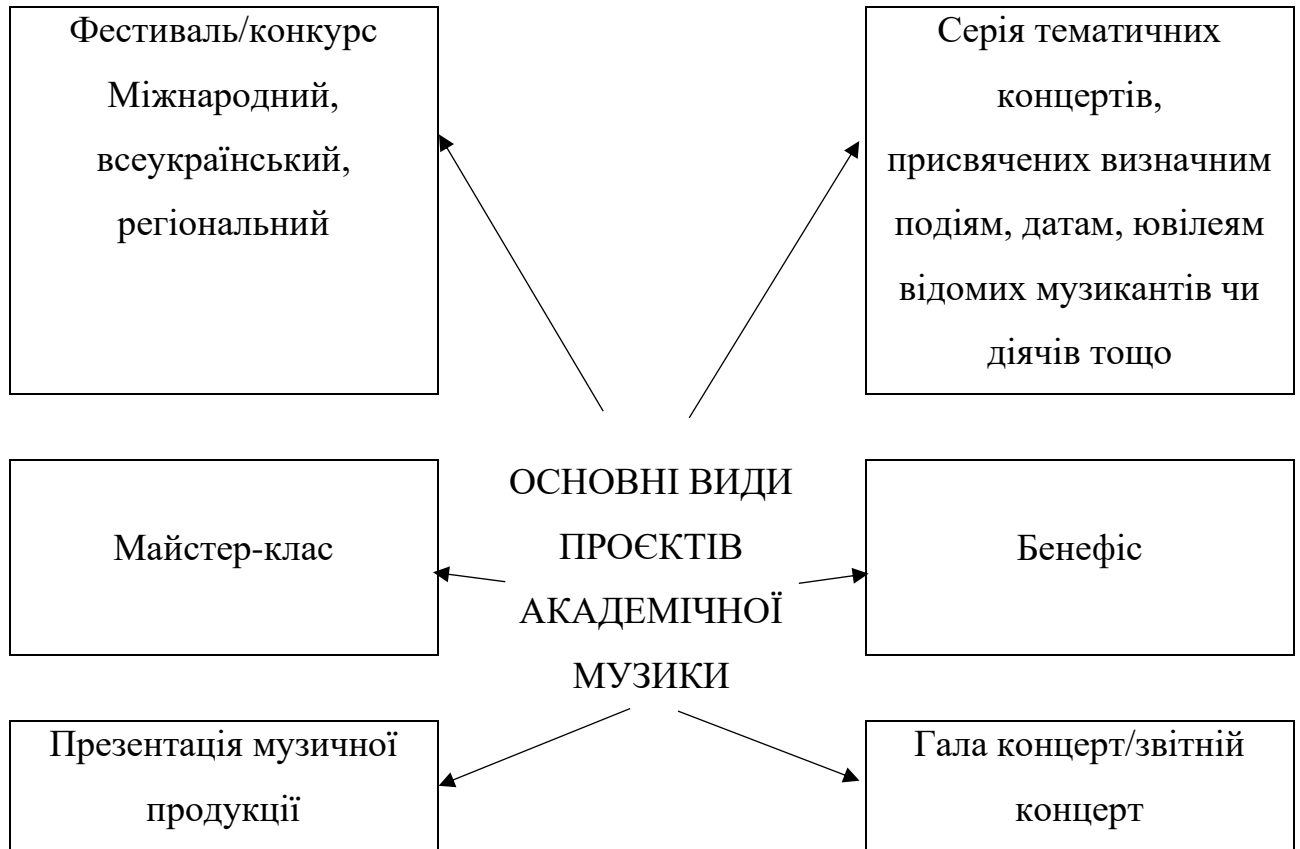 Фестиваль/конкурс
Міжнародний,
всеукраїнський,
регіональний
Серія тематичних
концертів,
присвячених визначним
подіям, датам, ювілеям
відомих музикантів чи
діячів тощо
Майстер-клас
ОСНОВНІ ВИДИ
ПРОЄКТІВ
АКАДЕМІЧНОЇ
МУЗИКИ
Бенефіс
Презентація музичної
продукції
Гала концерт/звітній
концерт